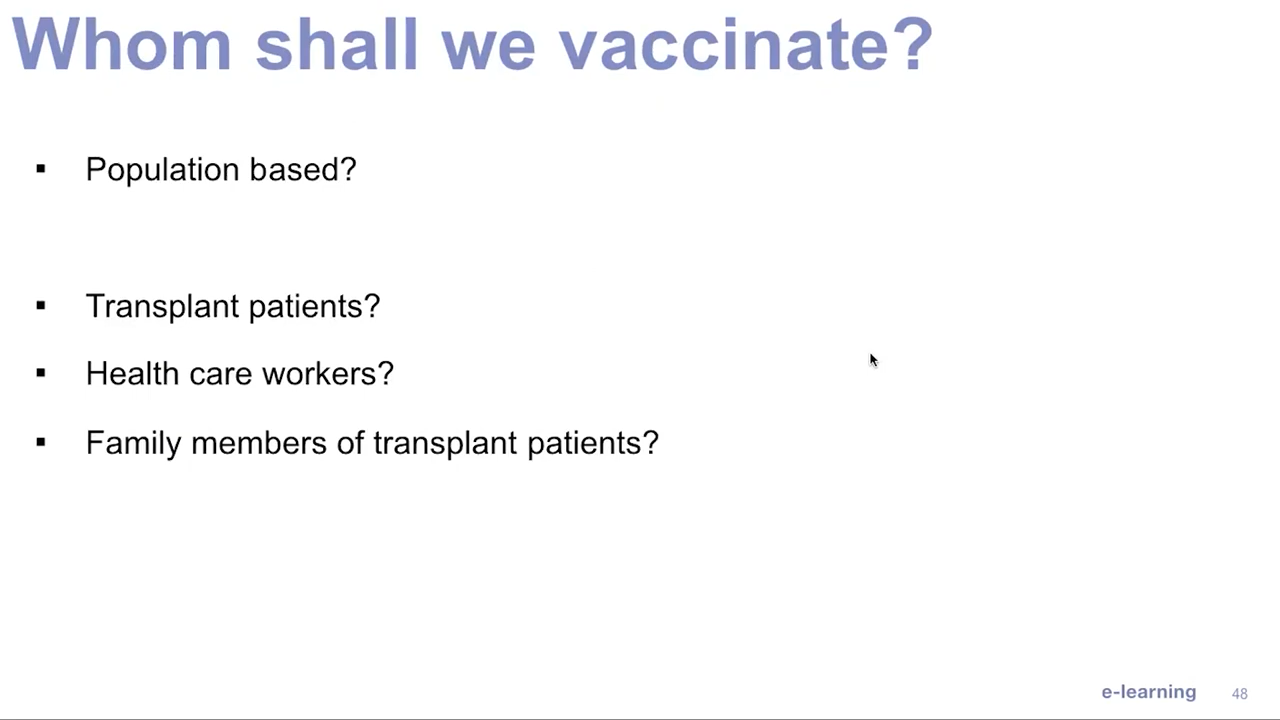 Whom shall we vaccinate?
▪ Population based?
▪ Transplant patients?
▪ Health care workers?
▪ Family members of transplant patients?
e-learning 48